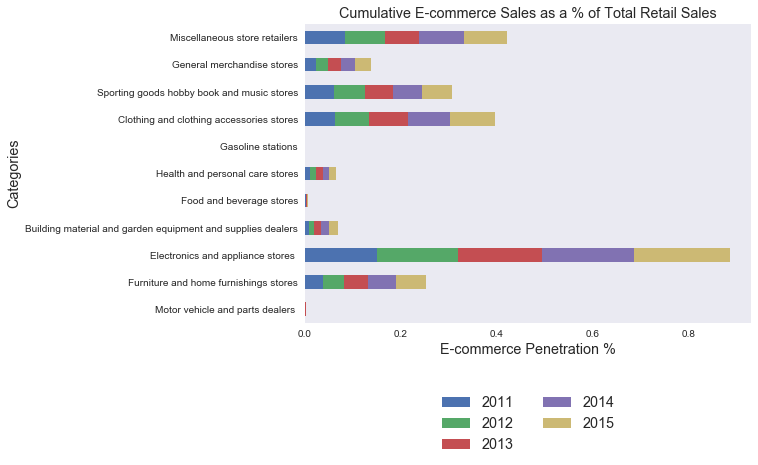 Cumulative E-commerce Sales as a % of Total Retail Sales
Categories
Miscellaneous store retailers
General merchandise stores
Sporting goods hobby book and music stores
Clothing and clothing accessories stores
Gasoline stations
Health and personal care stores
Food and beverage stores
Building material and garden equipment and supplies dealers
Electronics and appliance stores
Furniture and home furnishings stores
Motor vehicle and parts dealers
0.0 0.2 0.4 0.6 0.8
E-commerce Penetration %
2011 2014
2012 2015
2013